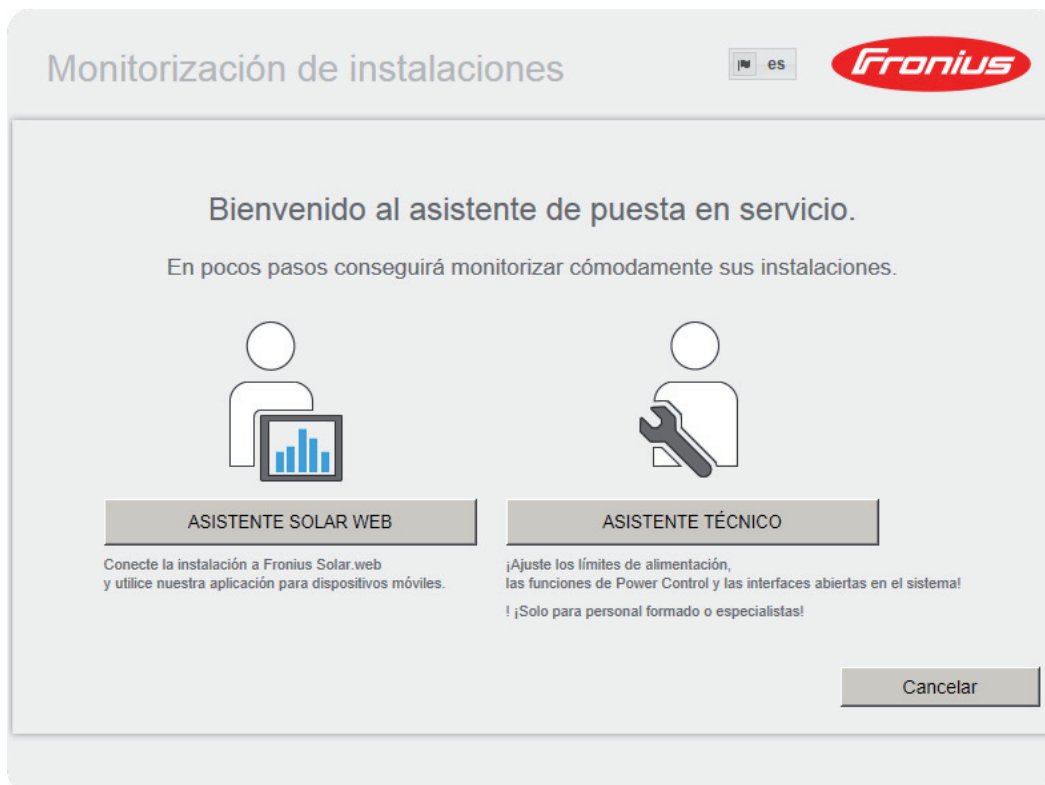 Monitorización de instalaciones
es
Fronius
Bienvenido al asistente de puesta en servicio.
En pocos pasos conseguirá monitorizar cómodamente sus instalaciones.
ASISTENTE SOLAR WEB
Conecte la instalación a Fronius Solar.web
y utilice nuestra aplicación para dispositivos móviles.
ASISTENTE TÉCNICO
¡Ajuste los límites de alimentación,
las funciones de Power Control y las interfaces abiertas en el sistema!
! ¡Solo para personal formado o especialistas!
Cancelar